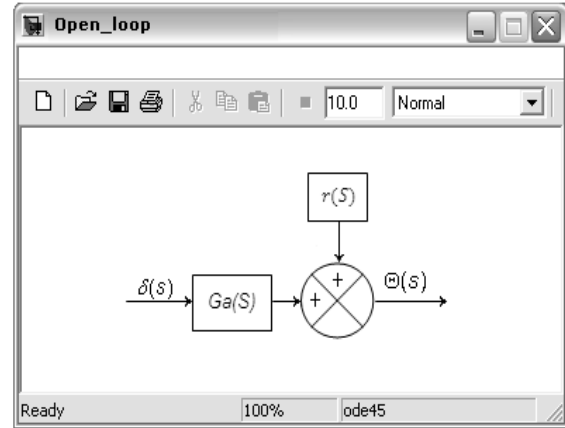 Open_loop
10.0 Normal
r(S)
+
δ(s) Ga(S) + Θ(s)
Ready 100% ode45